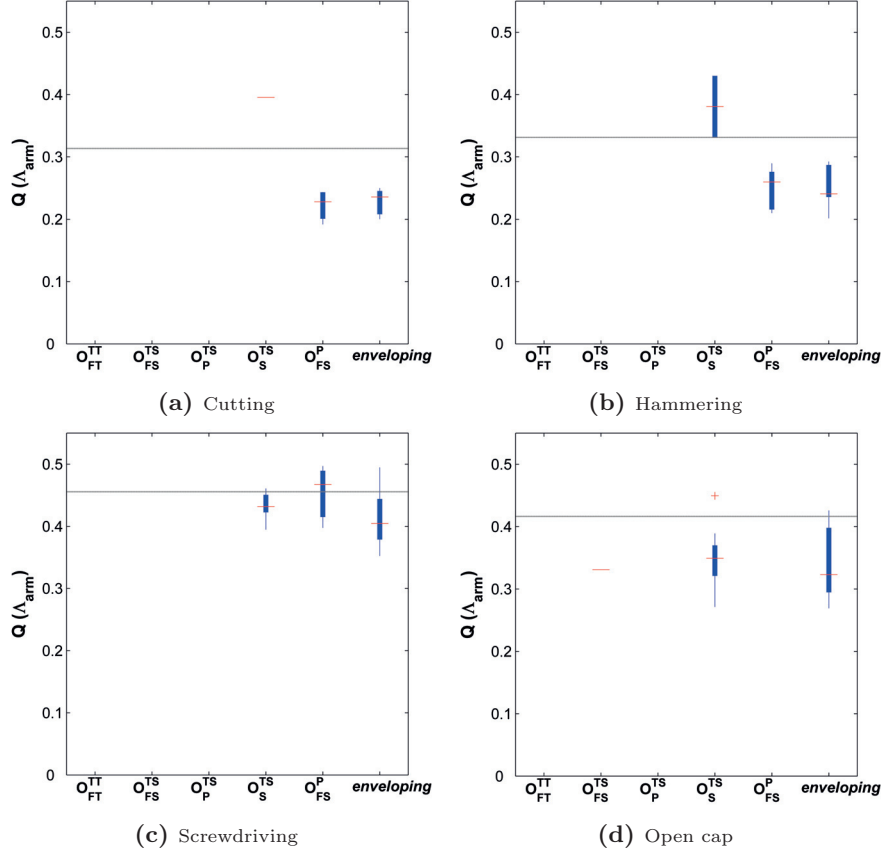 0.5 0.5
0.4 0.4
Q (Λarm) 0.3 Q (Λarm) 0.3
0.2 0.2
0.1 0.1
0 0
O^TT_FT O^TS_FS O^TS_P O^TS_S O^P_FS enveloping O^TT_FT O^TS_FS O^TS_P O^TS_S O^P_FS enveloping
(a) Cutting (b) Hammering
0.5 0.5
0.4 0.4
Q (Λarm) 0.3 Q (Λarm) 0.3
0.2 0.2
0.1 0.1
0 0
O^TT_FT O^TS_FS O^TS_P O^TS_S O^P_FS enveloping O^TT_FT O^TS_FS O^TS_P O^TS_S O^P_FS enveloping
(c) Screwdriving (d) Open cap